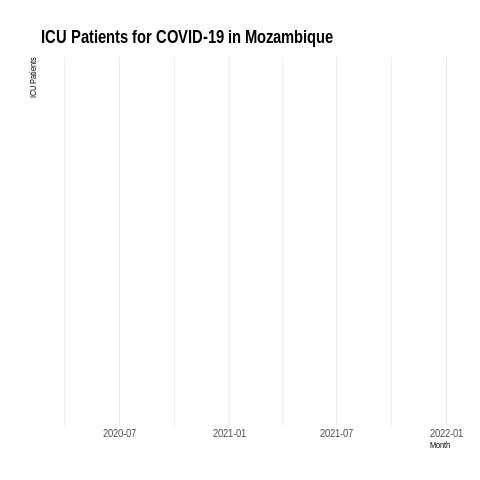 ICU Patients for COVID-19 in Mozambique
ICU Patients
2020-07 2021-01 2021-07 2022-01
Month